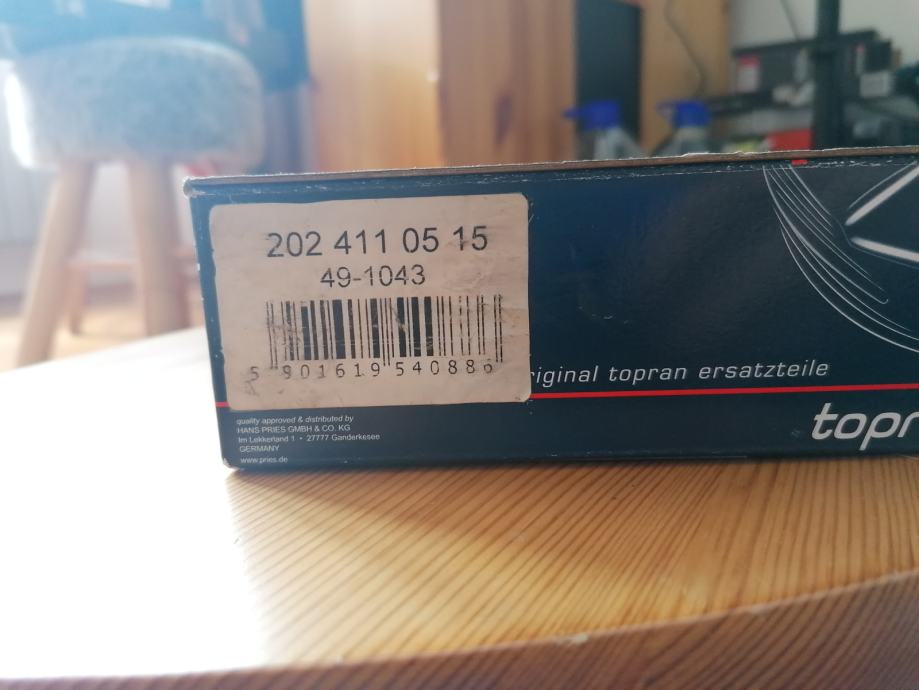 202 411 05 15
49-1043
5 901619 540886
original topran ersatzteile
quality approved & distributed by
HANS PRIES GMBH & CO. KG
Im Lekkerland 1 • 27777 Ganderkesee
GERMANY
www.pries.de
topr